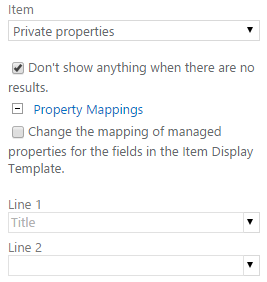 Item
Private properties
Don't show anything when there are no
results.
Property Mappings
Change the mapping of managed
properties for the fields in the Item Display
Template.
Line 1
Title
Line 2